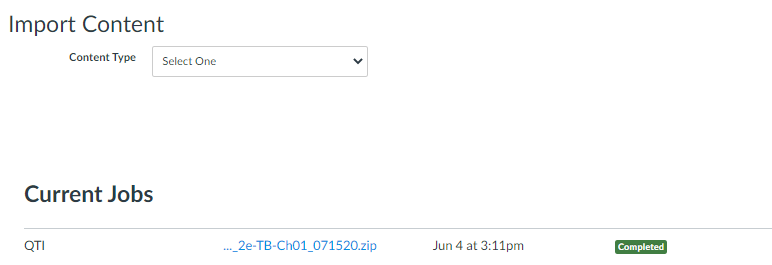 Import Content
Content Type Select One
Current Jobs
QTI ..._2e-TB-Ch01_071520.zip Jun 4 at 3:11pm Completed